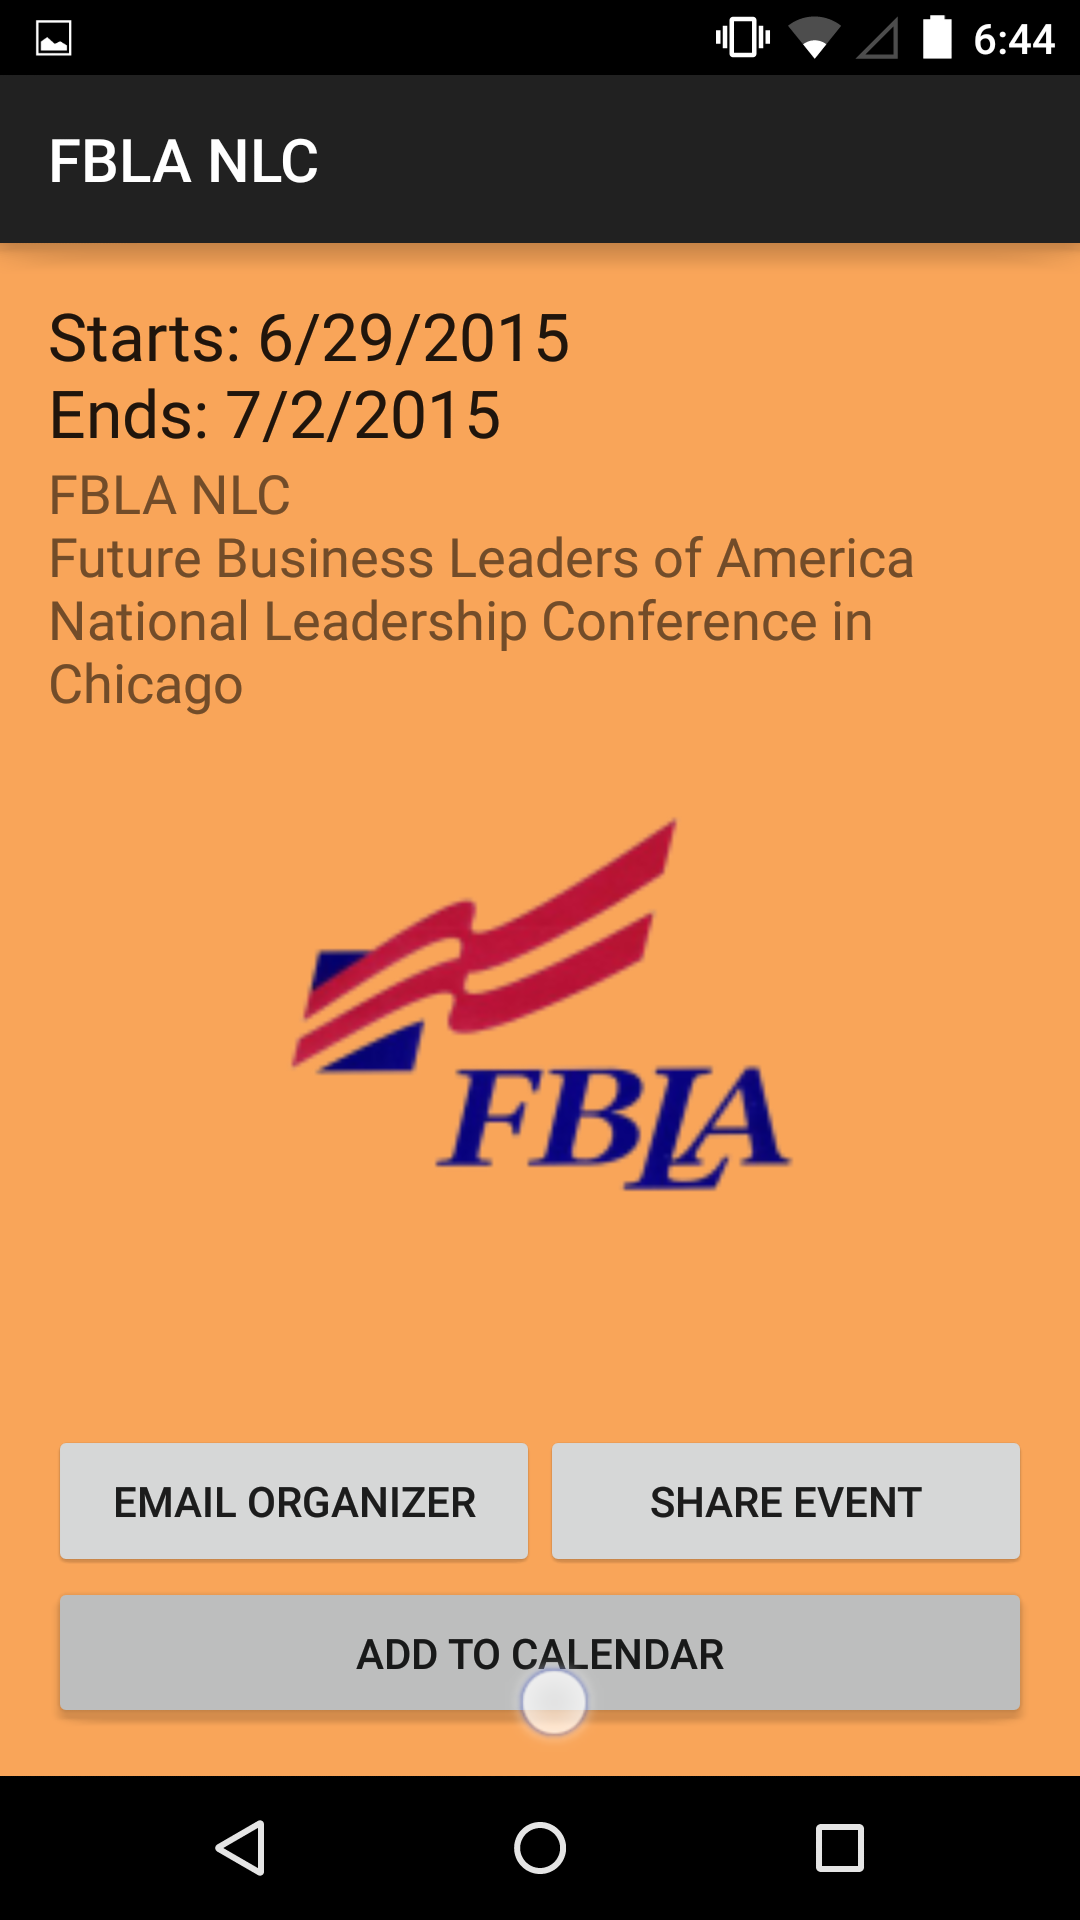 6:44
FBLA NLC
Starts: 6/29/2015
Ends: 7/2/2015
FBLA NLC
Future Business Leaders of America
National Leadership Conference in
Chicago
FBLA
EMAIL ORGANIZER
SHARE EVENT
ADD TO CALENDAR